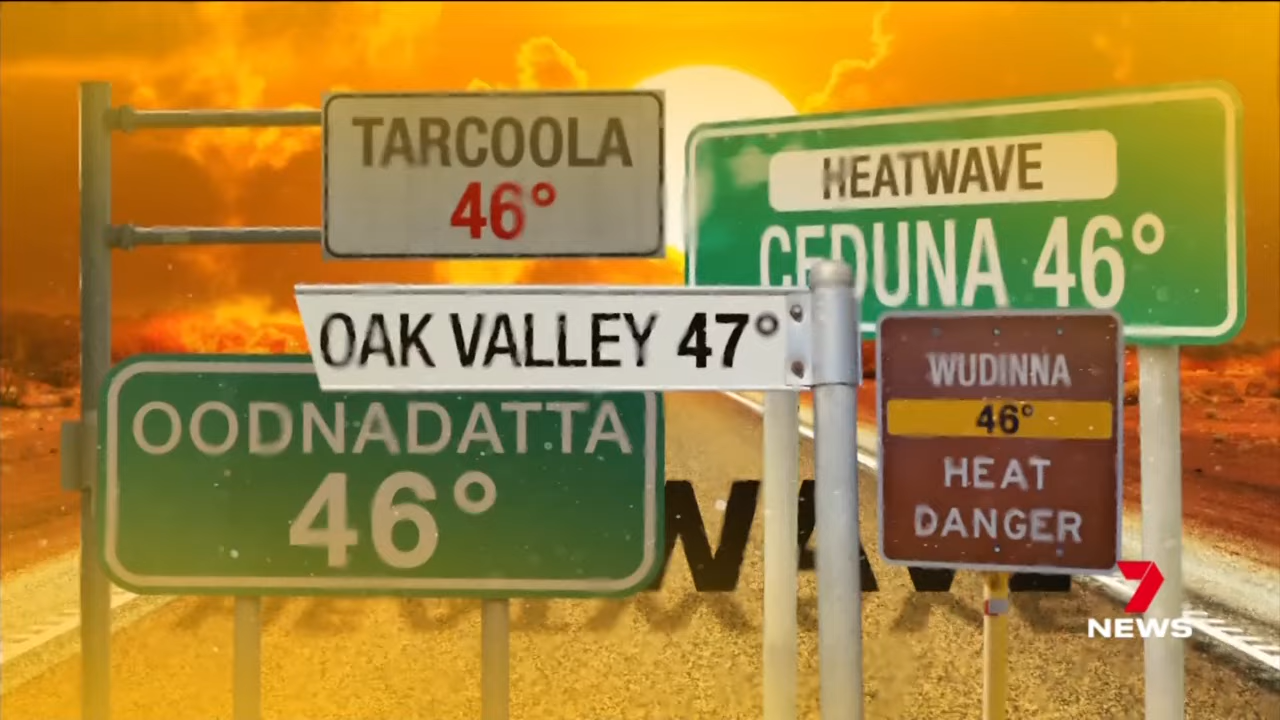 TARCOOLA
46°
HEATWAVE
CEDUNA 46°
OAK VALLEY 47°
OODNADATTA
46°
WUDINNA
46°
HEAT
DANGER
7
NEWS